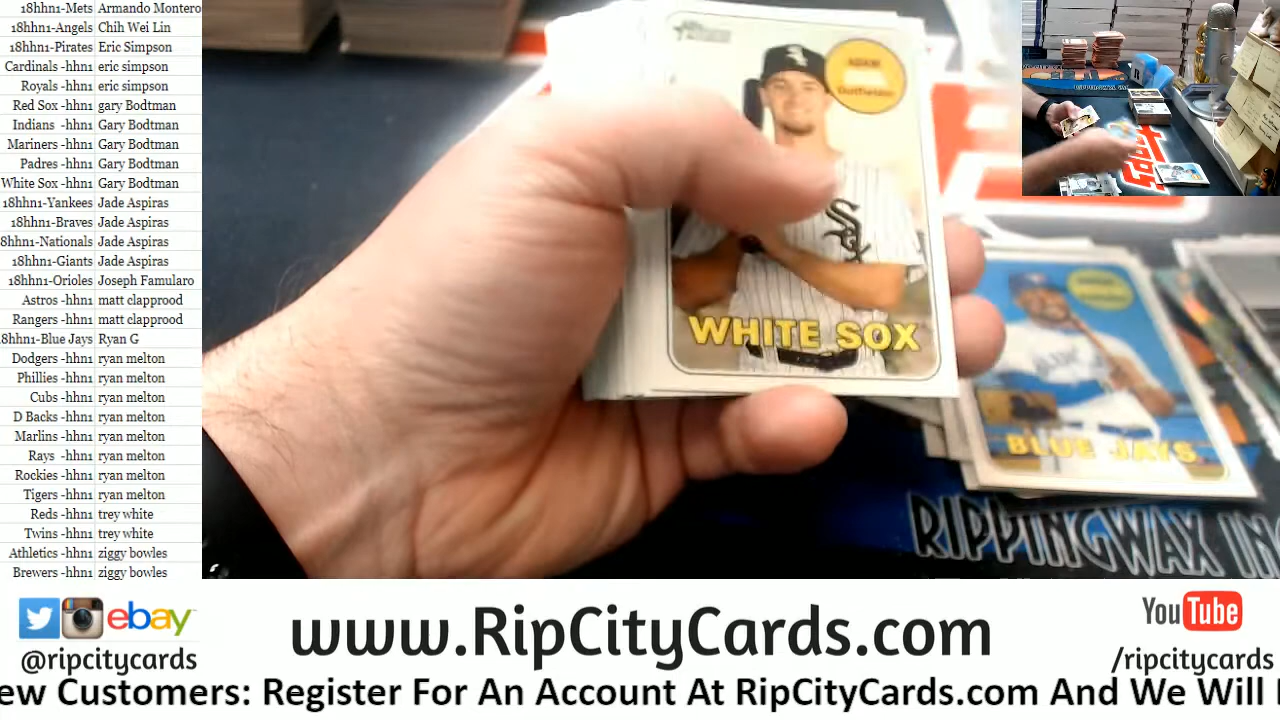 18hhn1-Mets Armando Montero
18hhn1-Angels Chih Wei Lin
18hhn1-Pirates Eric Simpson
Cardinals -hhn1 eric simpson
Royals -hhn1 eric simpson
Red Sox -hhn1 gary Bodtman
Indians -hhn1 Gary Bodtman
Mariners -hhn1 Gary Bodtman
Padres -hhn1 Gary Bodtman
White Sox -hhn1 Gary Bodtman
18hhn1-Yankees Jade Aspiras
18hhn1-Braves Jade Aspiras
8hhn1-Nationals Jade Aspiras
18hhn1-Giants Jade Aspiras
18hhn1-Orioles Joseph Famularo
Astros -hhn1 matt clapprood
Rangers -hhn1 matt clapprood
18hhn1-Blue Jays Ryan G
Dodgers -hhn1 ryan melton
Phillies -hhn1 ryan melton
Cubs -hhn1 ryan melton
D Backs -hhn1 ryan melton
Marlins -hhn1 ryan melton
Rays -hhn1 ryan melton
Rockies -hhn1 ryan melton
Tigers -hhn1 ryan melton
Reds -hhn1 trey white
Twins -hhn1 trey white
Athletics -hhn1 ziggy bowles
Brewers -hhn1 ziggy bowles
ADAM
Outfielder
Sox
WHITE SOX
BLUE JAYS
RIPPINGWAX IN
Topps
ebay
@ripcitycards
www.RipCityCards.com
YouTube
/ripcitycards
ew Customers: Register For An Account At RipCityCards.com And We Will